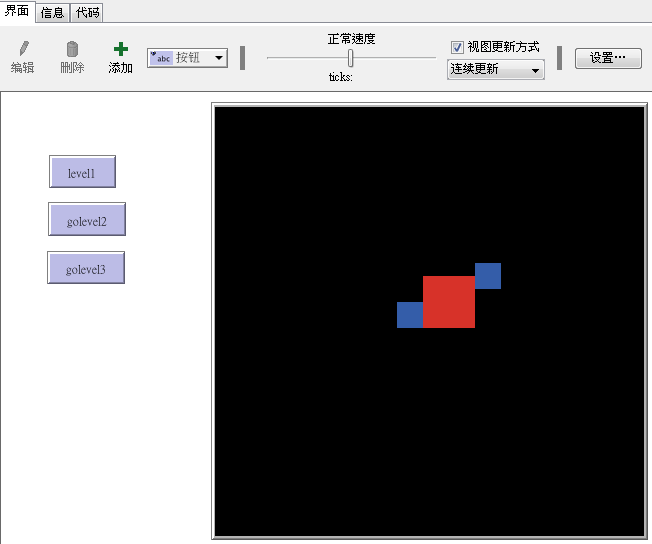 界面 信息 代码
编辑 删除 添加 abc 按钮 正常速度 视图更新方式
ticks: 连续更新 设置…
level1
golevel2
golevel3